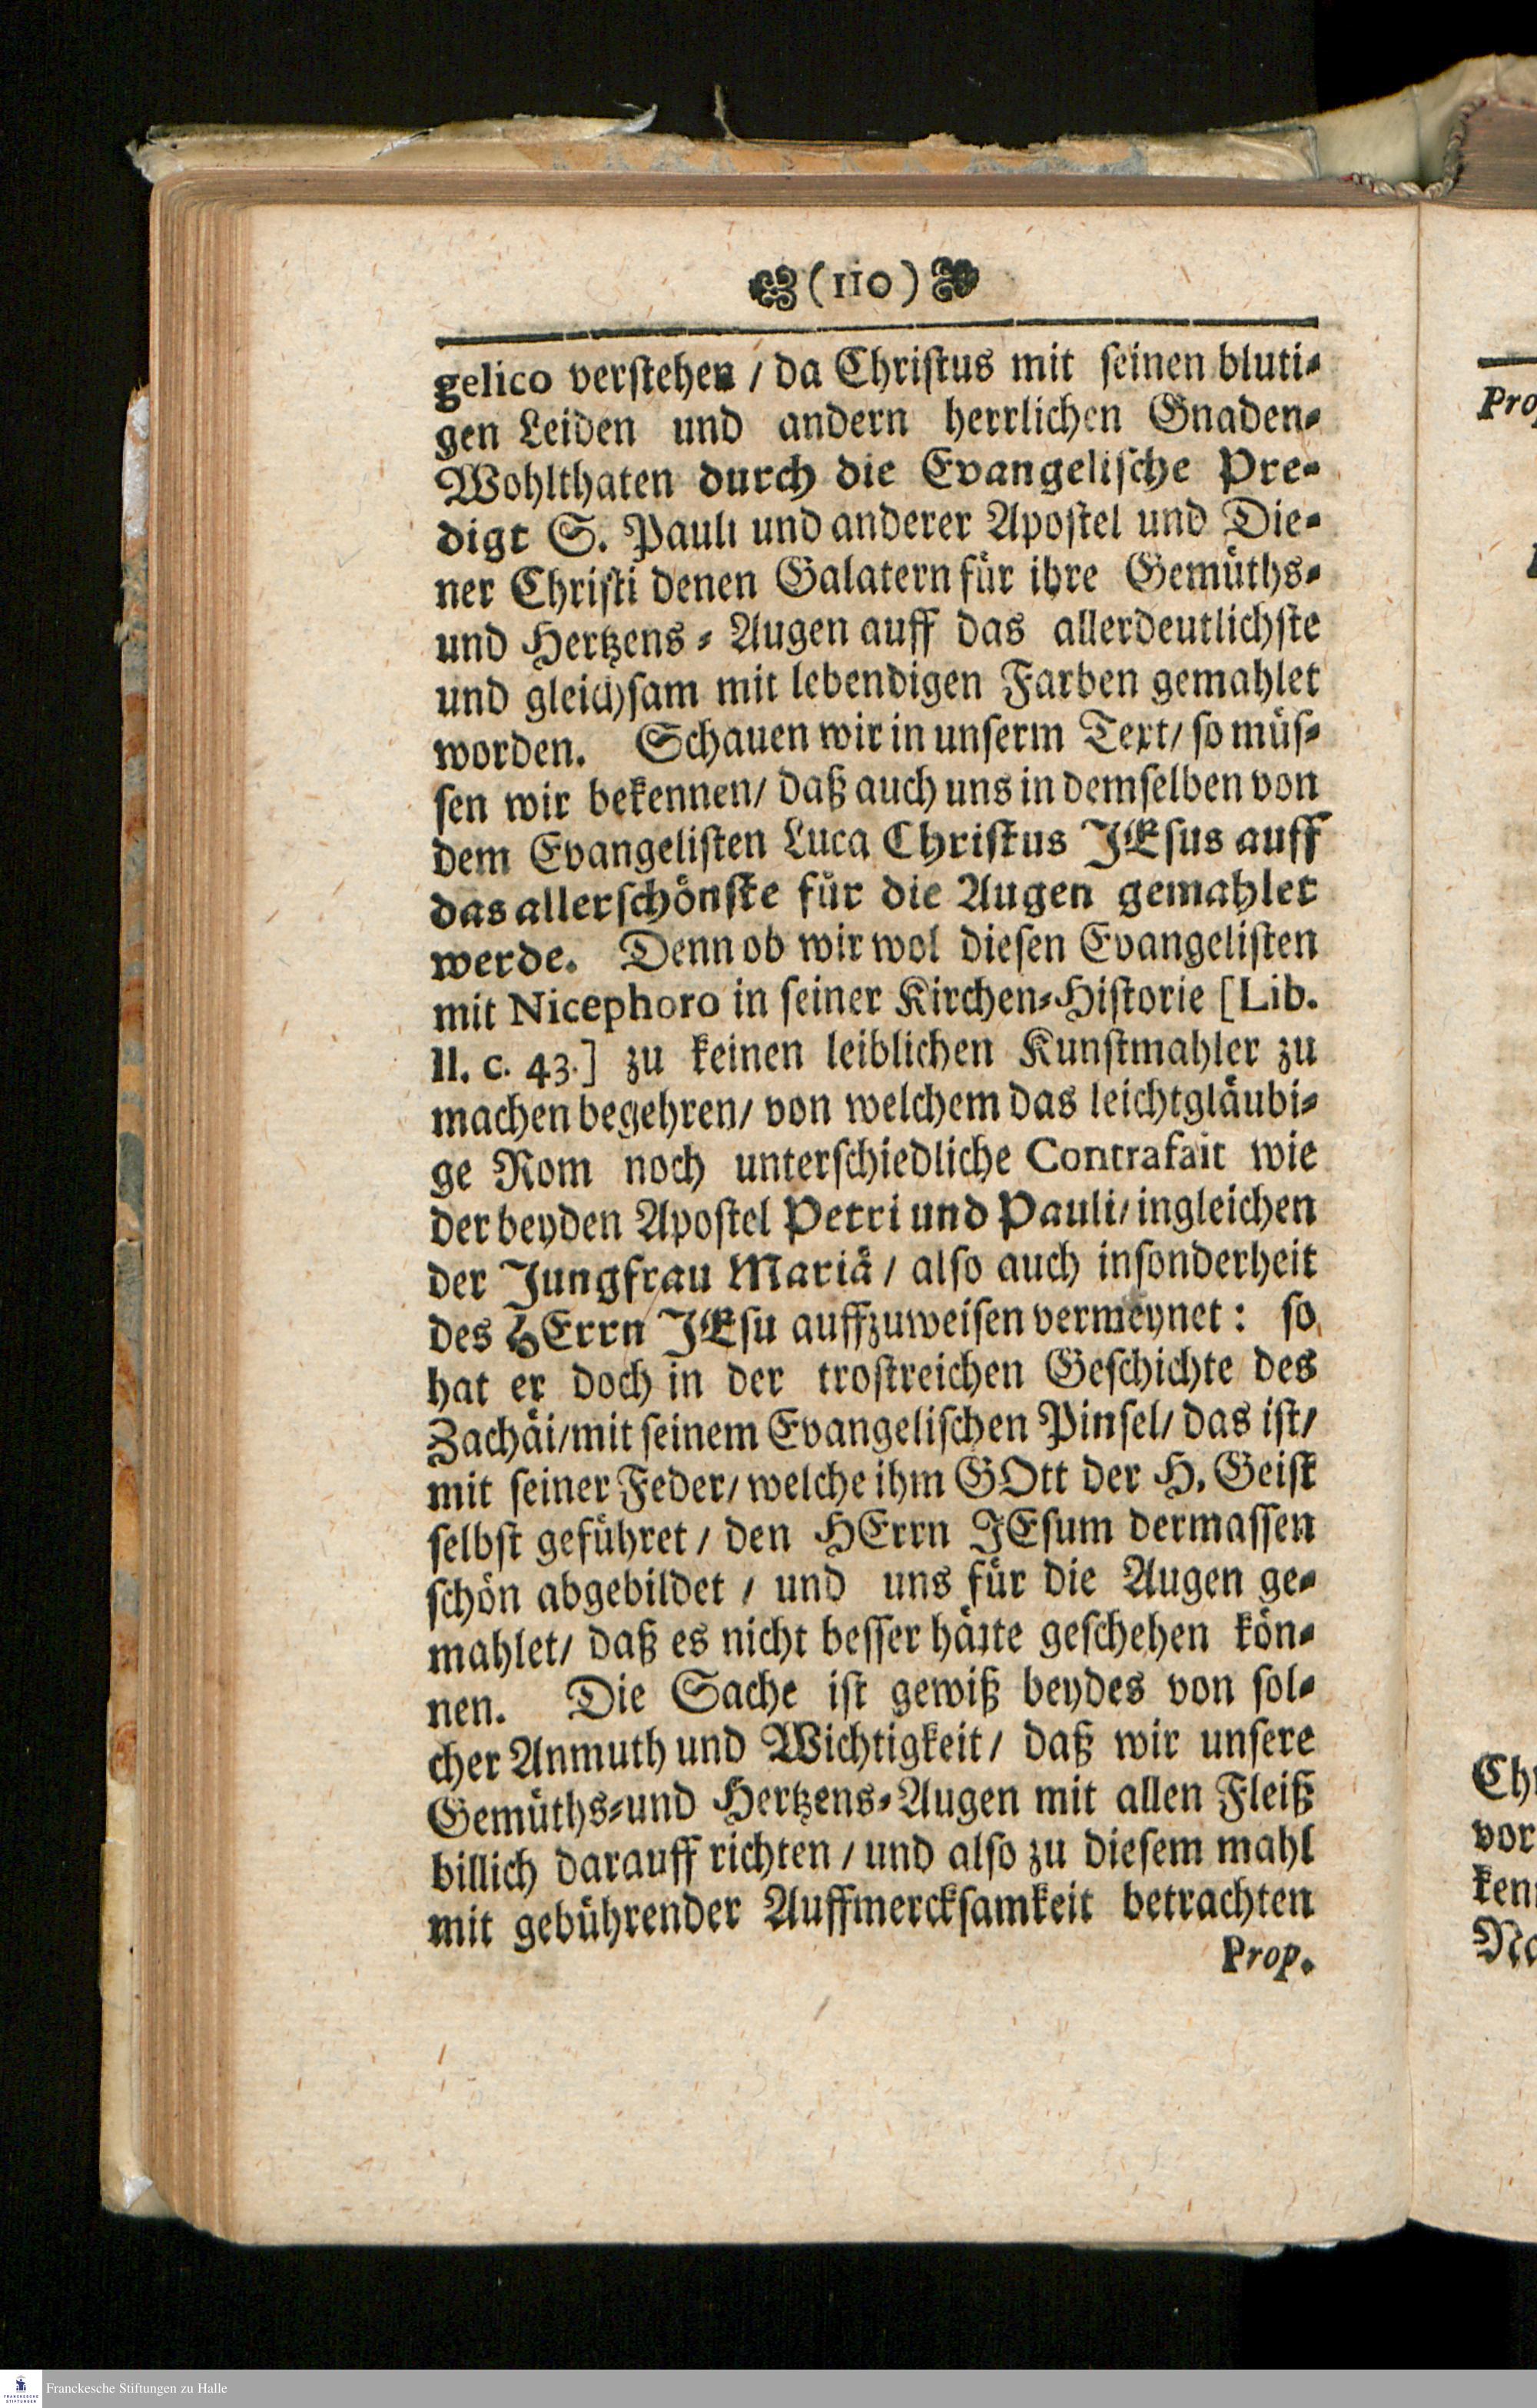 (110)
gelico verstehen / da Christus mit seinen bluti-
gen Leiden und andern herrlichen Gnaden-
Wohlthaten durch die Evangelische Pre-
digt S. Pauli und anderer Apostel und Die-
ner Christi denen Galatern für ihre Gemüths-
und Hertzens-Augen auff das allerdeutlichste
und gleichsam mit lebendigen Farben gemahlet
worden. Schauen wir in unserm Text/ so müs-
sen wir bekennen/ daß auch uns in demselben von
dem Evangelisten Luca Christus JEsus auff
das allerschönste für die Augen gemahlet
werde. Denn ob wir wol diesen Evangelisten
mit Nicephoro in seiner Kirchen-Historie [Lib.
II. c. 43.] zu keinen leiblichen Kunstmahler zu
machen begehren/ von welchem das leichtgläubi-
ge Rom noch unterschiedliche Contrafait wie
der beyden Apostel Petri und Pauli/ ingleichen
der Jungfrau Mariä / also auch insonderheit
des HErrn JEsu auffzuweisen vermeynet: so
hat er doch in der trostreichen Geschichte des
Zachäi/mit seinem Evangelischen Pinsel/ das ist/
mit seiner Feder/ welche ihm GOtt der H. Geist
selbst geführet / den HErrn JEsum dermassen
schön abgebildet / und uns für die Augen ge-
mahlet/ daß es nicht besser hätte geschehen kön-
nen. Die Sache ist gewiß beydes von sol-
cher Anmuth und Wichtigkeit/ daß wir unsere
Gemüths-und Hertzens-Augen mit allen Fleiß
billich darauff richten / und also zu diesem mahl
mit gebührender Auffmercksamkeit betrachten
Prop.
Franckesche Stiftungen zu Halle